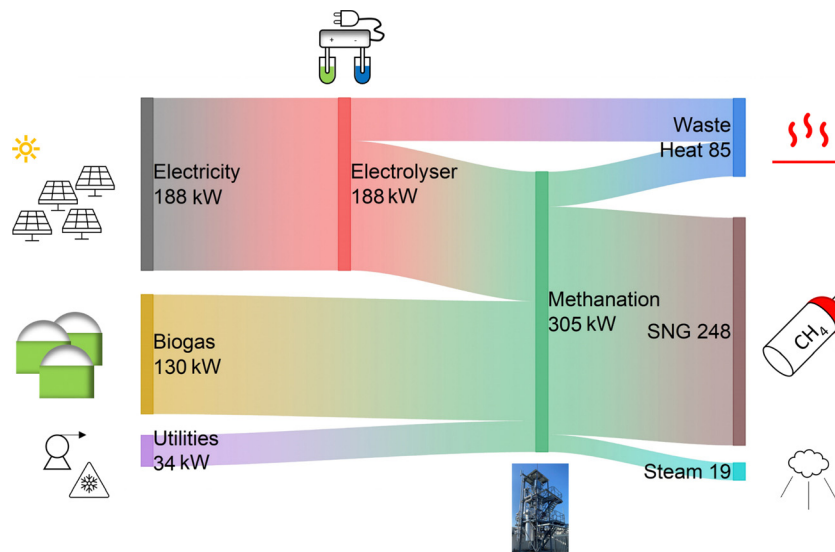 + -
Electricity
188 kW
Electrolyser
188 kW
Waste
Heat 85
Biogas
130 kW
Methanation
305 kW
SNG 248
CH4
Utilities
34 kW
Steam 19